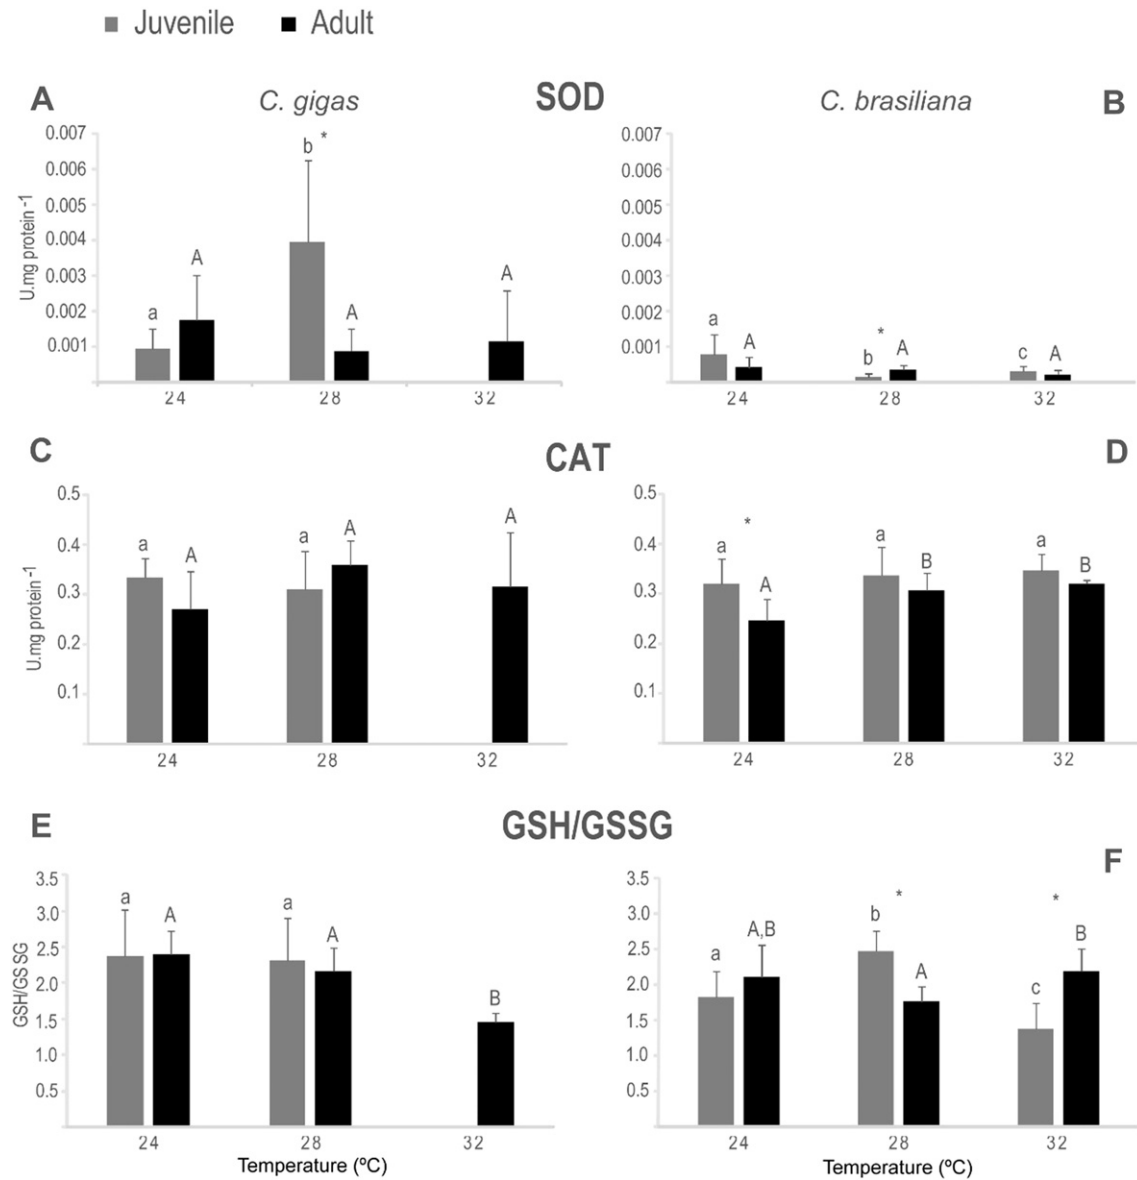 Juvenile Adult
A C. gigas SOD C. brasiliana B
0.007 b * 0.007
0.006 0.006
0.005 0.005
0.004 0.004
U.mg protein -1
0.003 A A 0.003
0.002 a A 0.002 a A * b A c A
0.001 0.001
24 28 32 24 28 32
C CAT D
0.5 0.5
0.4 a A a A A 0.4 a * A a B a B
U.mg protein -1
0.3 0.3
0.2 0.2
0.1 0.1
24 28 32 24 28 32
E GSH/GSSG F
3.5 a A a A B 3.5 * *
3.0 3.0 a A,B b A c B
2.5 2.5
2.0 2.0
GSH/GSSG
1.5 1.5
1.0 1.0
0.5 0.5
24 28 32 24 28 32
Temperature (ºC) Temperature (ºC)